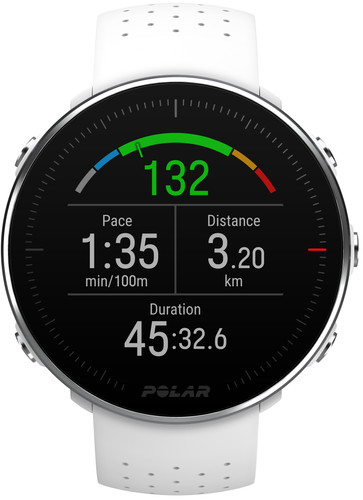 132
Pace
1:35
min/100m
Distance
3.20
km
Duration
45:32.6
POLAR